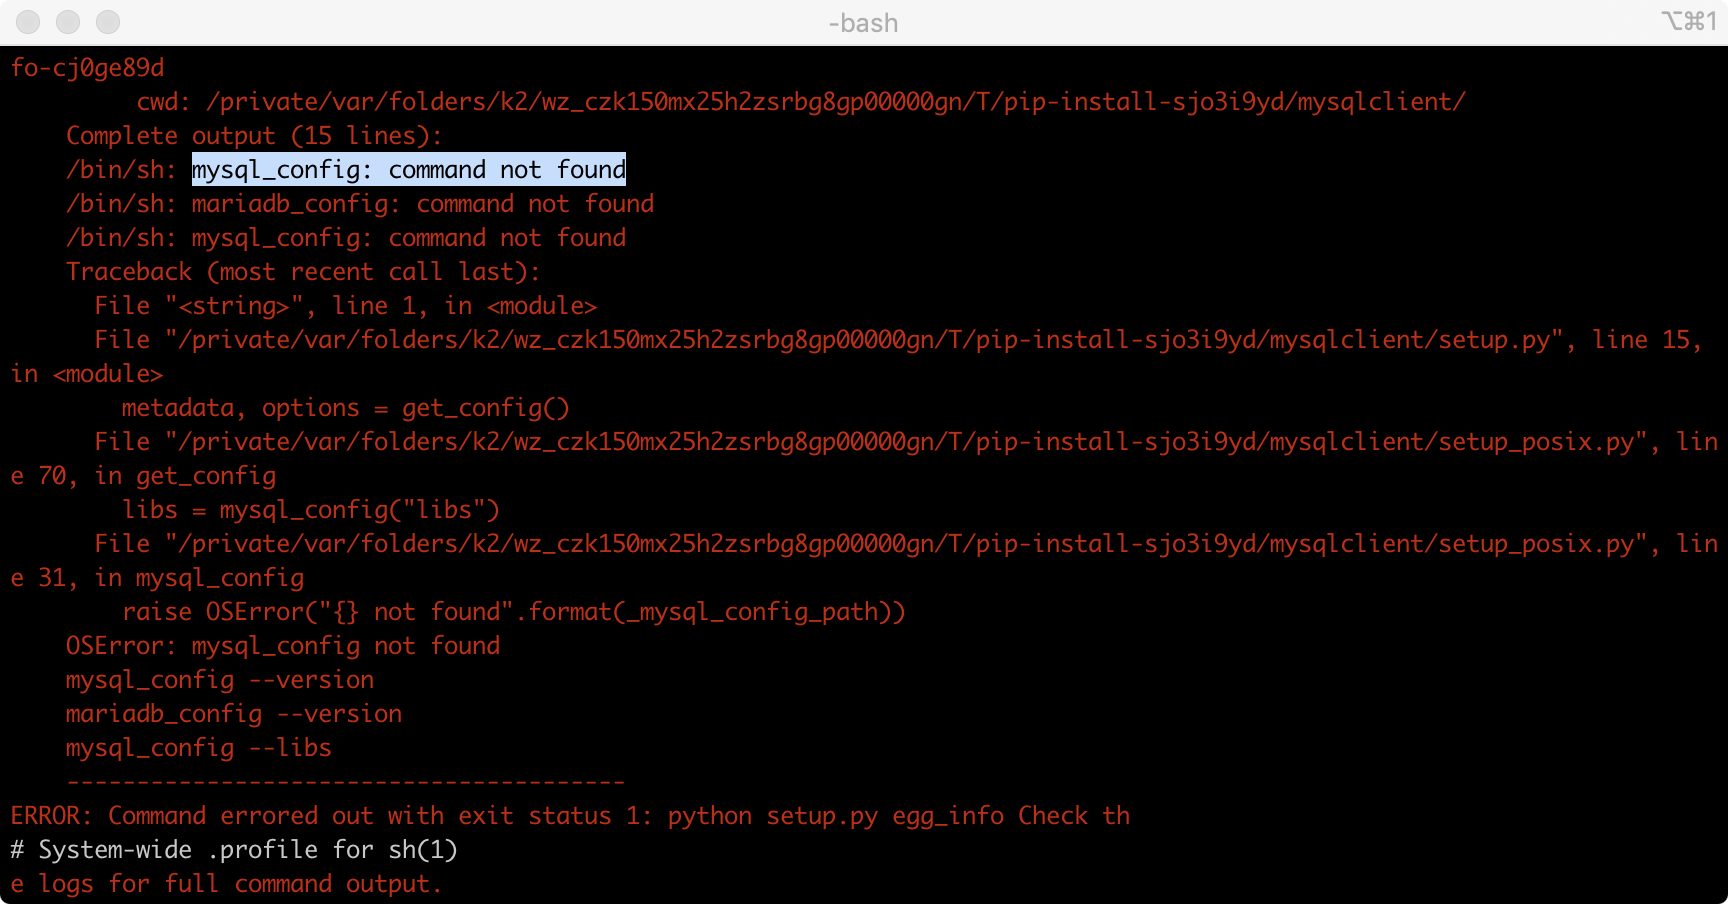 -bash
⌥⌘1
fo-cj0ge89d
cwd: /private/var/folders/k2/wz_czk150mx25h2zsrbg8gp00000gn/T/pip-install-sjo3i9yd/mysqlclient/
Complete output (15 lines):
/bin/sh: mysql_config: command not found
/bin/sh: mariadb_config: command not found
/bin/sh: mysql_config: command not found
Traceback (most recent call last):
File "<string>", line 1, in <module>
File "/private/var/folders/k2/wz_czk150mx25h2zsrbg8gp00000gn/T/pip-install-sjo3i9yd/mysqlclient/setup.py", line 15,
in <module>
metadata, options = get_config()
File "/private/var/folders/k2/wz_czk150mx25h2zsrbg8gp00000gn/T/pip-install-sjo3i9yd/mysqlclient/setup_posix.py", lin
e 70, in get_config
libs = mysql_config("libs")
File "/private/var/folders/k2/wz_czk150mx25h2zsrbg8gp00000gn/T/pip-install-sjo3i9yd/mysqlclient/setup_posix.py", lin
e 31, in mysql_config
raise OSError("{} not found".format(_mysql_config_path))
OSError: mysql_config not found
mysql_config --version
mariadb_config --version
mysql_config --libs
----------------------------------------
ERROR: Command errored out with exit status 1: python setup.py egg_info Check th
# System-wide .profile for sh(1)
e logs for full command output.